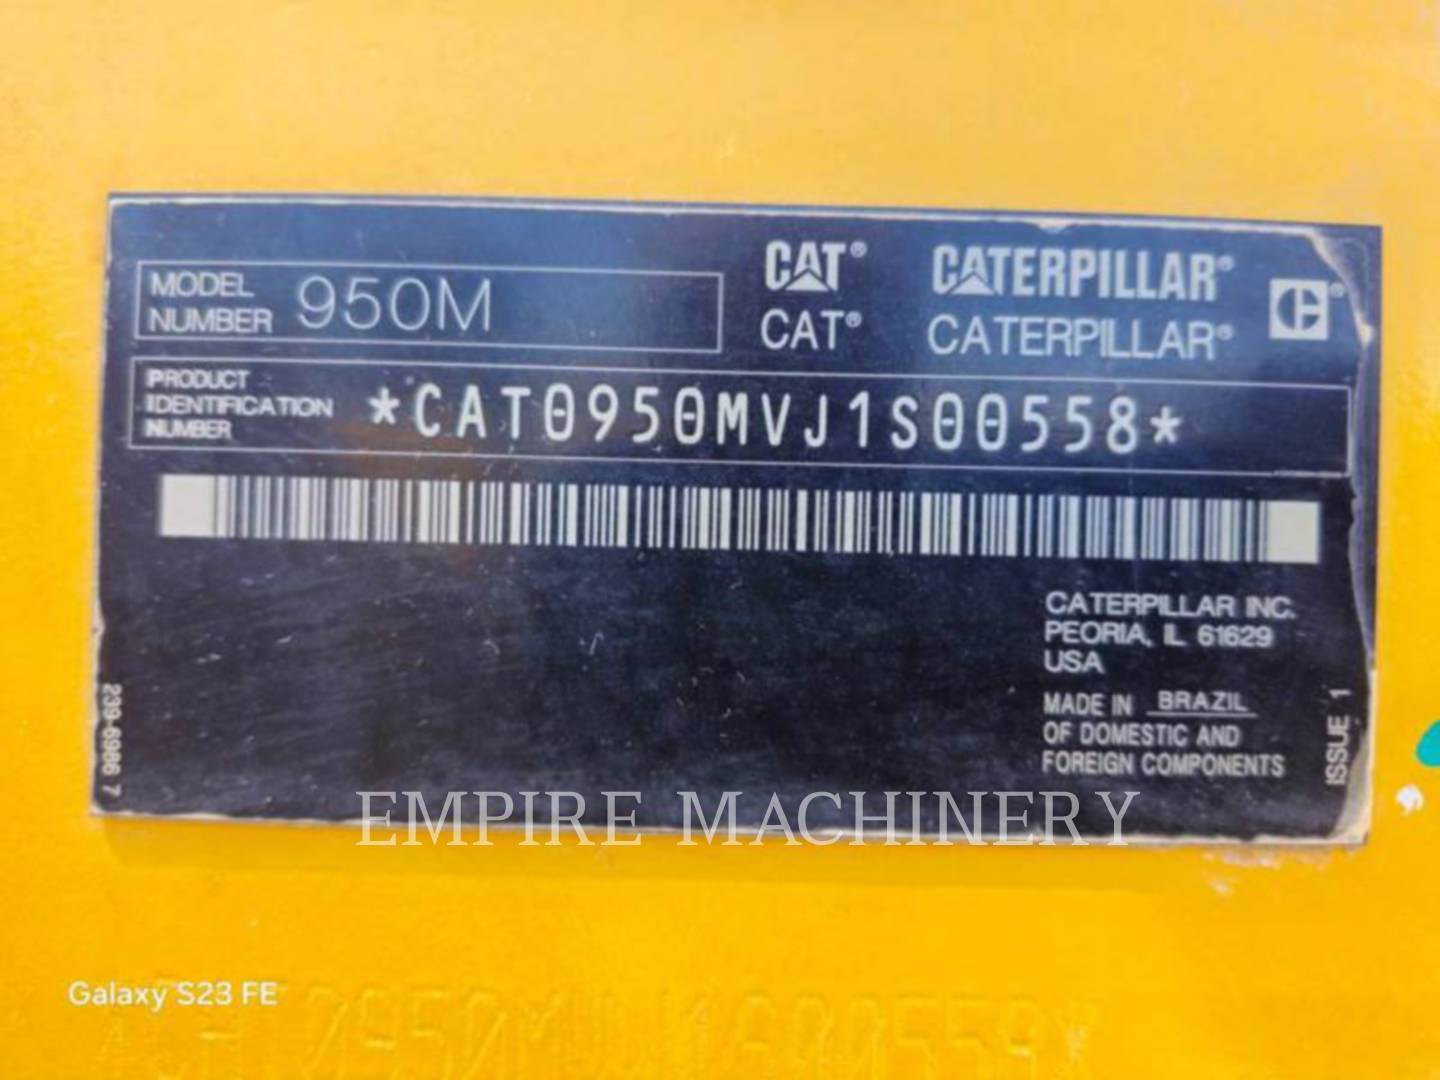 MODEL NUMBER 950M
CAT® CATERPILLAR®
CAT® CATERPILLAR®
PRODUCT
IDENTIFICATION
NUMBER
*CAT0950MVJ1S00558*
CATERPILLAR INC.
PEORIA, IL 61629
USA
MADE IN BRAZIL
OF DOMESTIC AND
FOREIGN COMPONENTS
239-6986 7
ISSUE 1
EMPIRE MACHINERY
Galaxy S23 FE